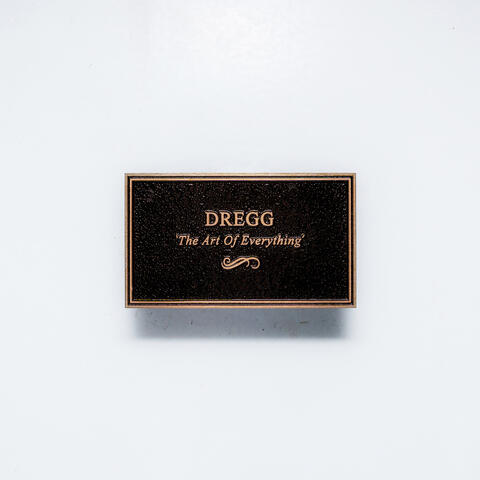 DREGG
'The Art Of Everything'